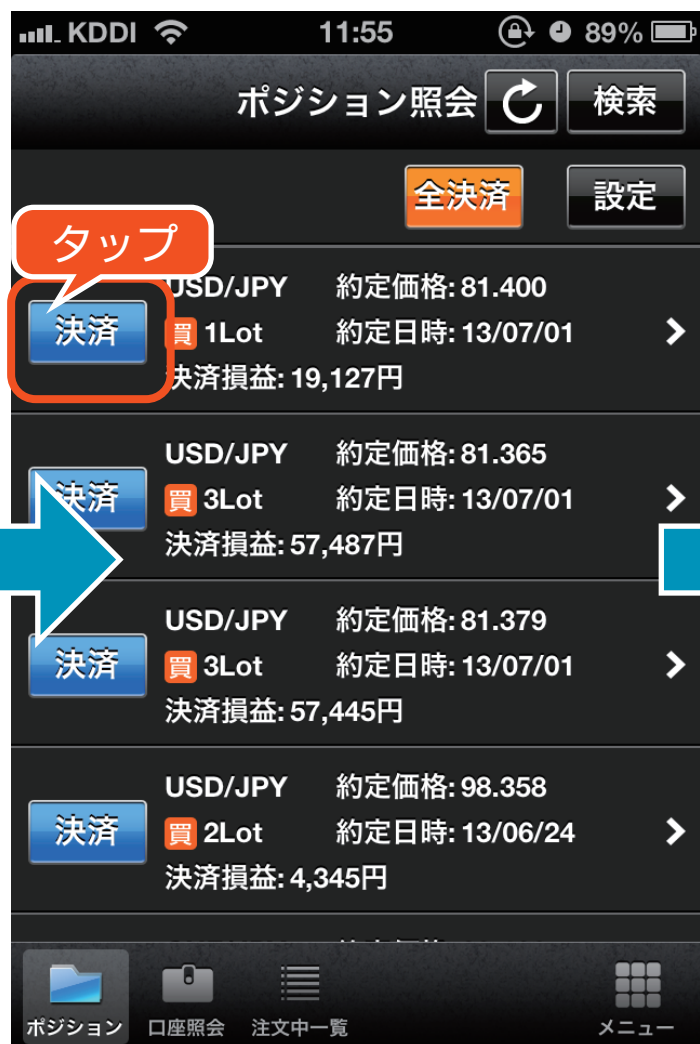 KDDI 11:55 89%
ポジション照会 検索
全決済 設定
タップ
USD/JPY 約定価格: 81.400
決済 買 1Lot 約定日時: 13/07/01
決済損益: 19,127円
USD/JPY 約定価格: 81.365
決済 買 3Lot 約定日時: 13/07/01
決済損益: 57,487円
USD/JPY 約定価格: 81.379
決済 買 3Lot 約定日時: 13/07/01
決済損益: 57,445円
USD/JPY 約定価格: 98.358
決済 買 2Lot 約定日時: 13/06/24
決済損益: 4,345円
ポジション 口座照会 注文中一覧 メニュー